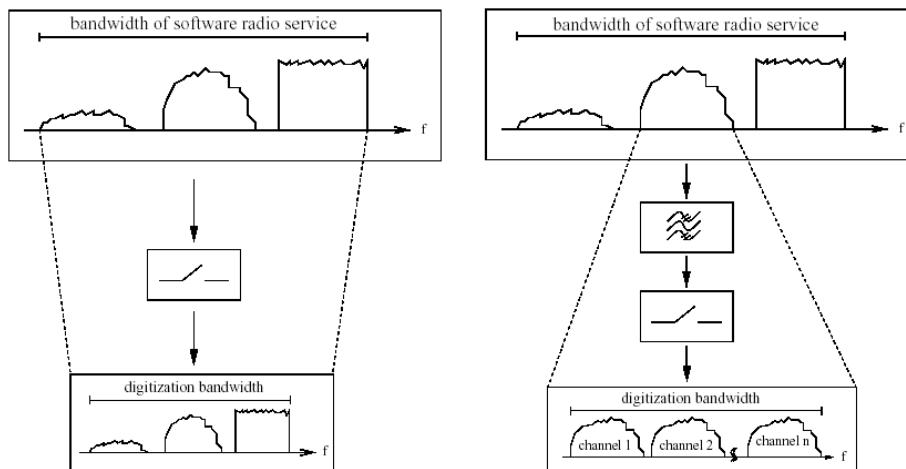 bandwidth of software radio service
f
digitization bandwidth
f
bandwidth of software radio service
f
digitization bandwidth
channel 1 channel 2 channel n
f